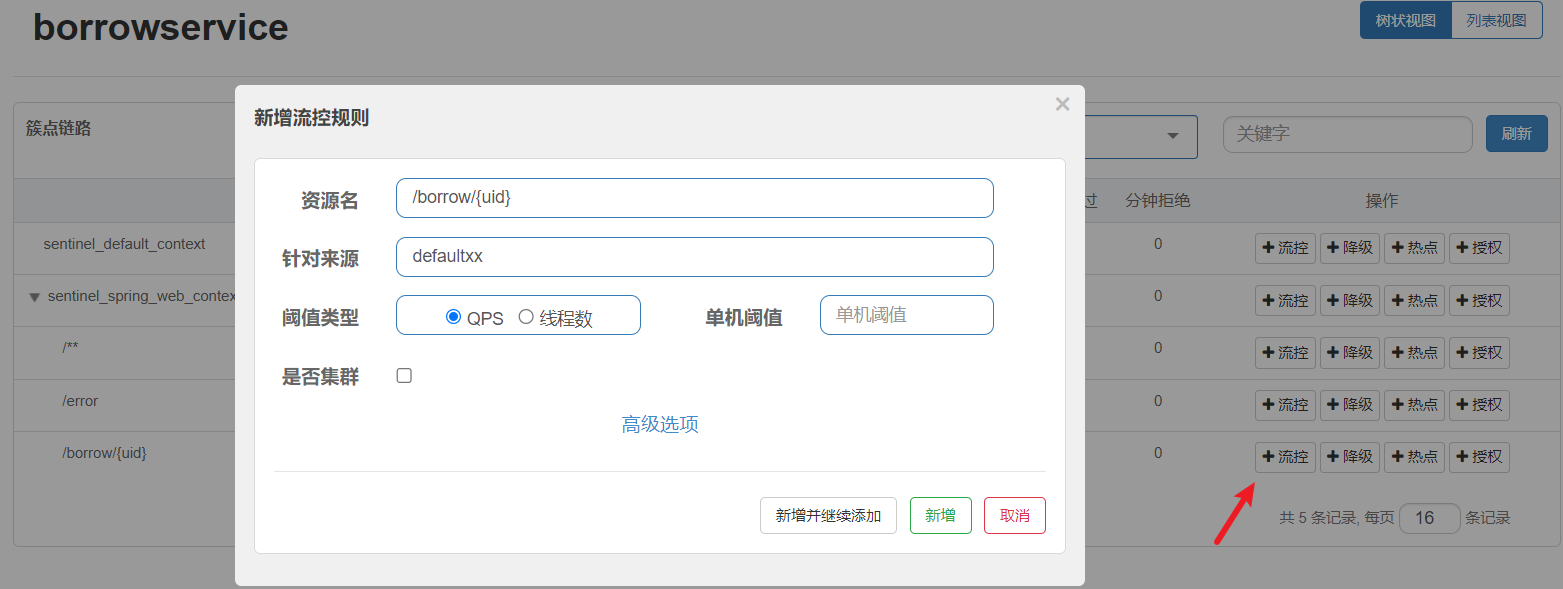 borrowservice
树状视图 列表视图
簇点链路
关键字 刷新
新增流控规则 ×
资源名 /borrow/{uid}
针对来源 defaultxx
阈值类型 QPS 线程数 单机阈值 单机阈值
是否集群
高级选项
新增并继续添加 新增 取消
过 分钟拒绝 操作
sentinel_default_context 0 流控 降级 热点 授权
sentinel_spring_web_contex 0 流控 降级 热点 授权
/** 0 流控 降级 热点 授权
/error 0 流控 降级 热点 授权
/borrow/{uid} 0 流控 降级 热点 授权
共 5 条记录, 每页 16 条记录